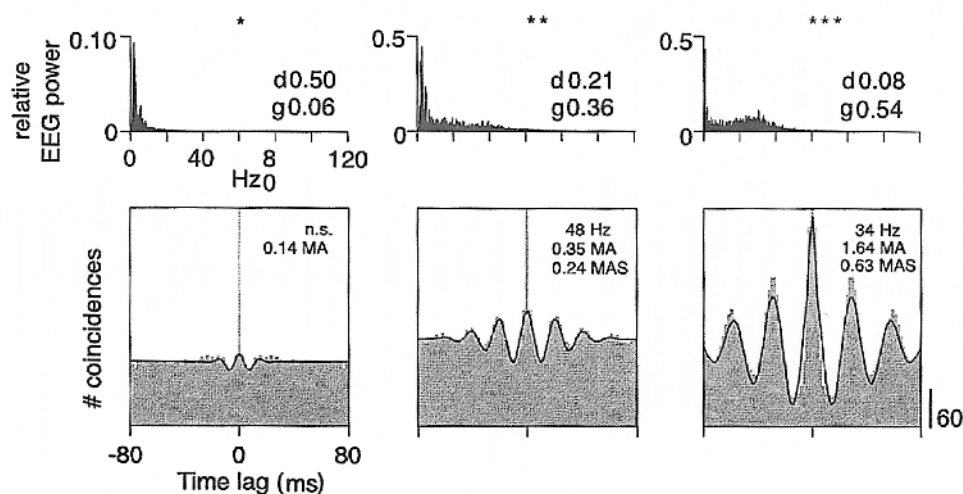 * ** ***
0.10 0.5 0.5
relative
EEG power
d0.50 d0.21 d0.08
g0.06 g0.36 g0.54
0 0 0
0 40 8 120
Hz0
n.s. 48 Hz 34 Hz
0.14 MA 0.35 MA 1.64 MA
0.24 MAS 0.63 MAS
# coincidences
60
-80 0 80
Time lag (ms)